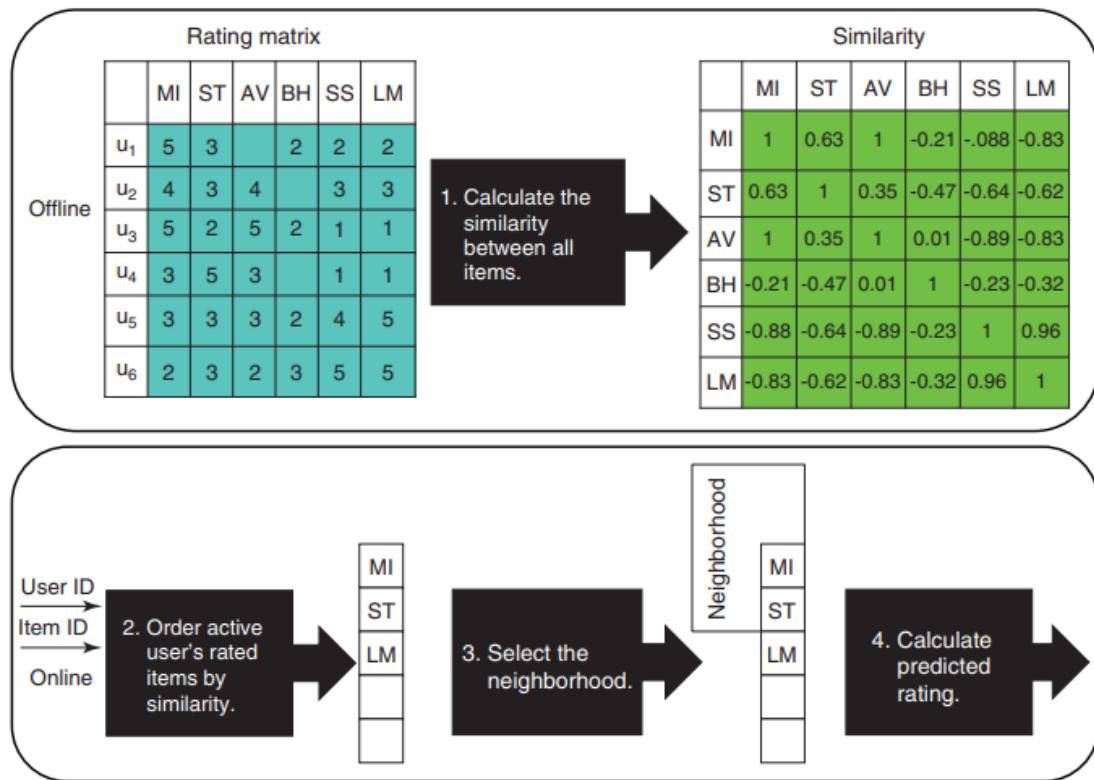 Rating matrix
MI ST AV BH SS LM
u1 5 3 2 2 2
u2 4 3 4 3 3
u3 5 2 5 2 1 1
u4 3 5 3 1 1
u5 3 3 3 2 4 5
u6 2 3 2 3 5 5
Offline
1. Calculate the
similarity
between all
items.
Similarity
MI ST AV BH SS LM
MI 1 0.63 1 -0.21 -.088 -0.83
ST 0.63 1 0.35 -0.47 -0.64 -0.62
AV 1 0.35 1 0.01 -0.89 -0.83
BH -0.21 -0.47 0.01 1 -0.23 -0.32
SS -0.88 -0.64 -0.89 -0.23 1 0.96
LM -0.83 -0.62 -0.83 -0.32 0.96 1
User ID
Item ID
Online
2. Order active
user's rated
items by
similarity.
MI
ST
LM
3. Select the
neighborhood.
Neighborhood
MI
ST
LM
4. Calculate
predicted
rating.